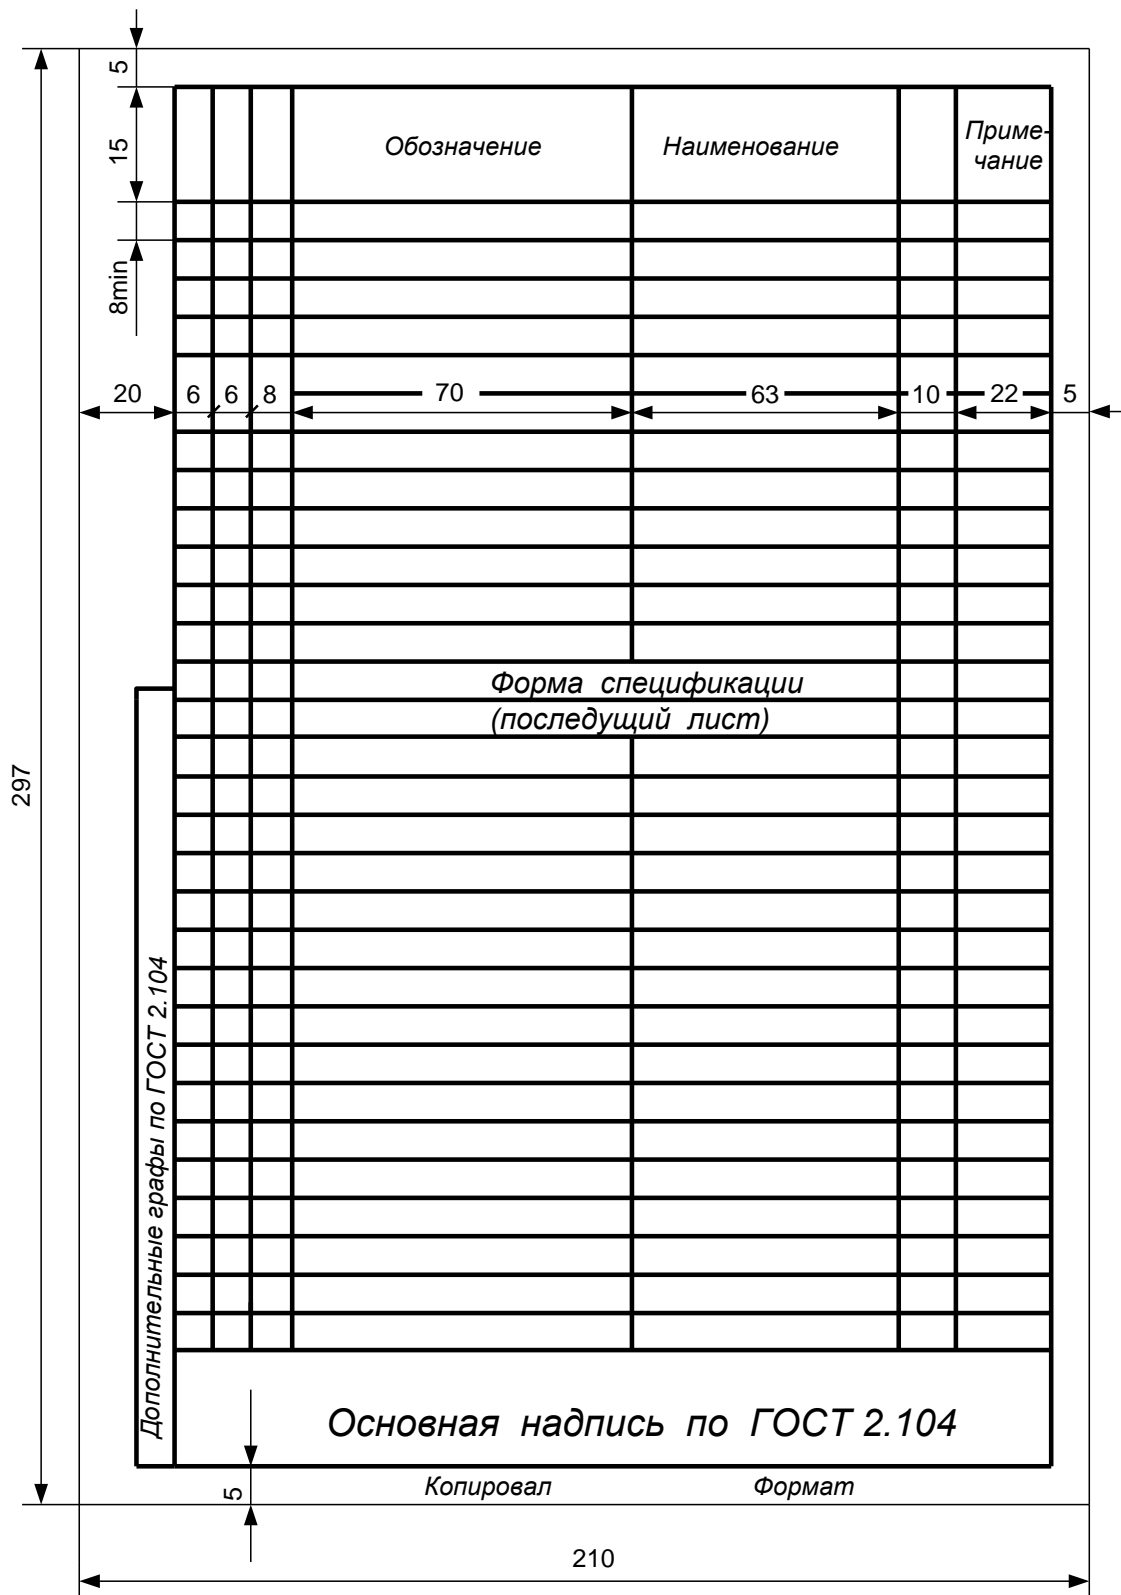 5
15
Обозначение
Наименование
Приме-
чание
8min
20
6
6
8
70
63
10
22
5
Форма спецификации
(последущий лист)
297
Дополнительные графы по ГОСТ 2.104
Основная надпись по ГОСТ 2.104
5
Копировал
Формат
210